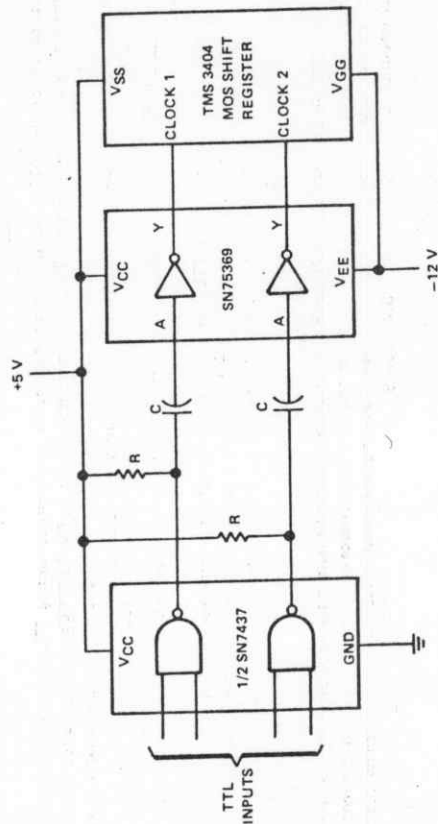 +5 V
VCC
1/2 SN7437
GND
TTL
INPUTS
R
R
C
C
VCC
A
Y
SN75369
A
Y
VEE
VSS
CLOCK 1
TMS 3404
MOS SHIFT
REGISTER
CLOCK 2
VGG
−12 V